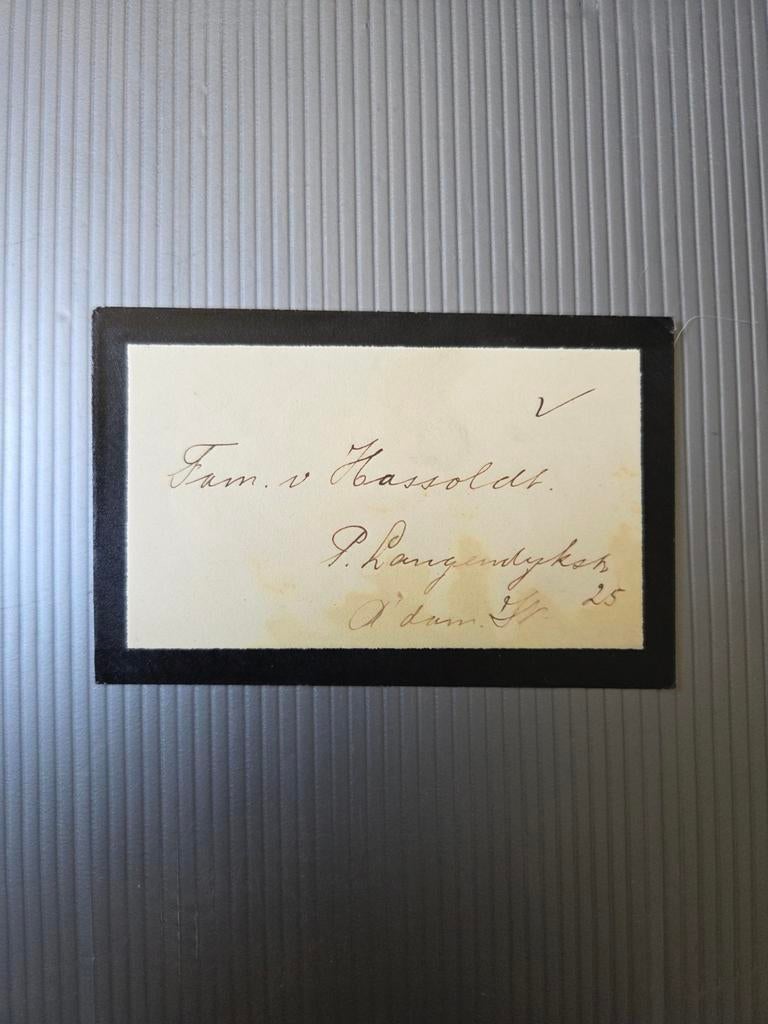 Fam. v Hassoldt.
P. Langendykstr
25
A'dam. W